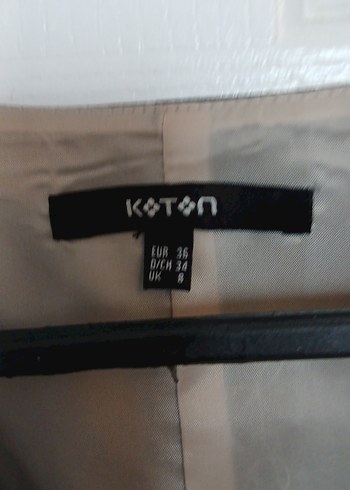 KOTON
EUR 36
D/CH 34
UK 8